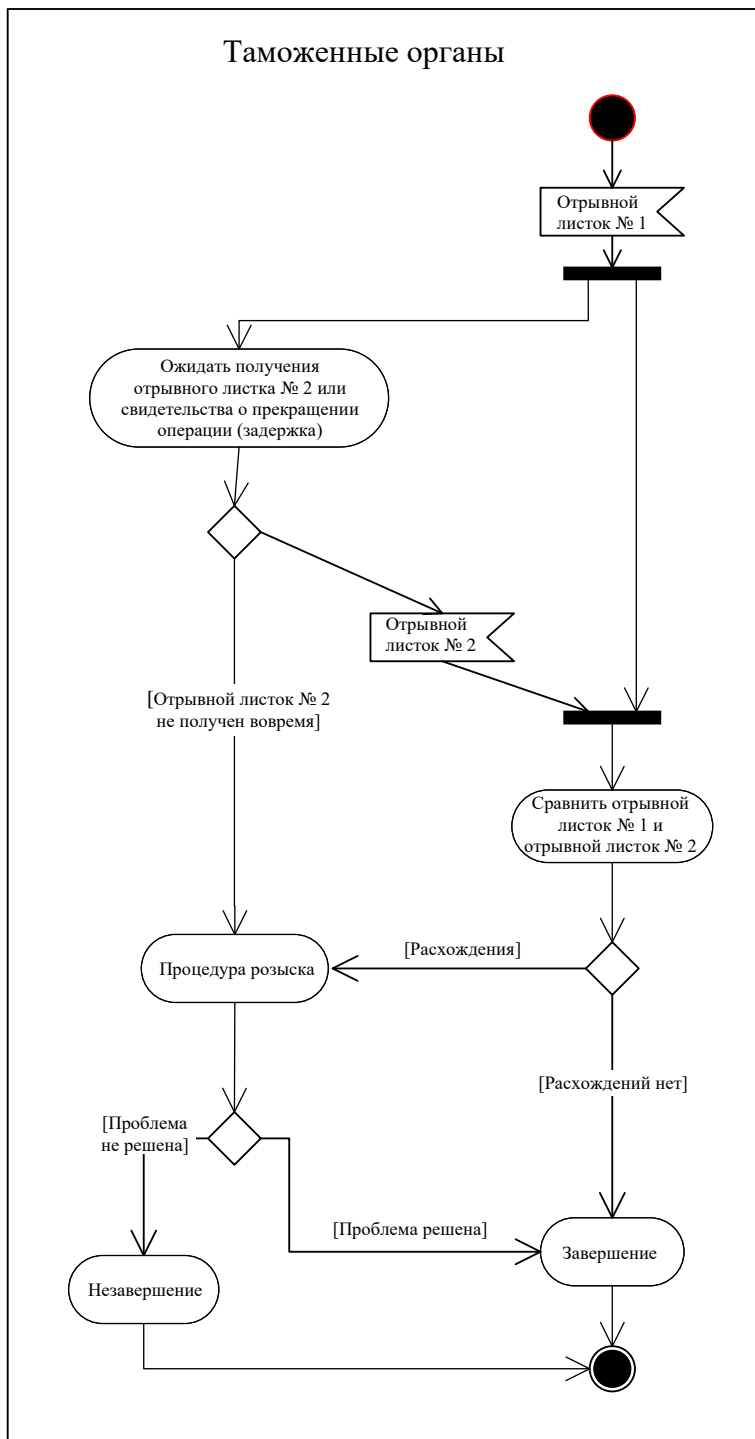 Таможенные органы
Отрывной
листок № 1
Ожидать получения
отрывного листка № 2 или
свидетельства о прекращении
операции (задержка)
Отрывной
листок № 2
[Отрывной листок № 2
не получен вовремя]
Сравнить отрывной
листок № 1 и
отрывной листок № 2
[Расхождения]
Процедура розыска
[Расхождений нет]
[Проблема
не решена]
[Проблема решена]
Завершение
Незавершение